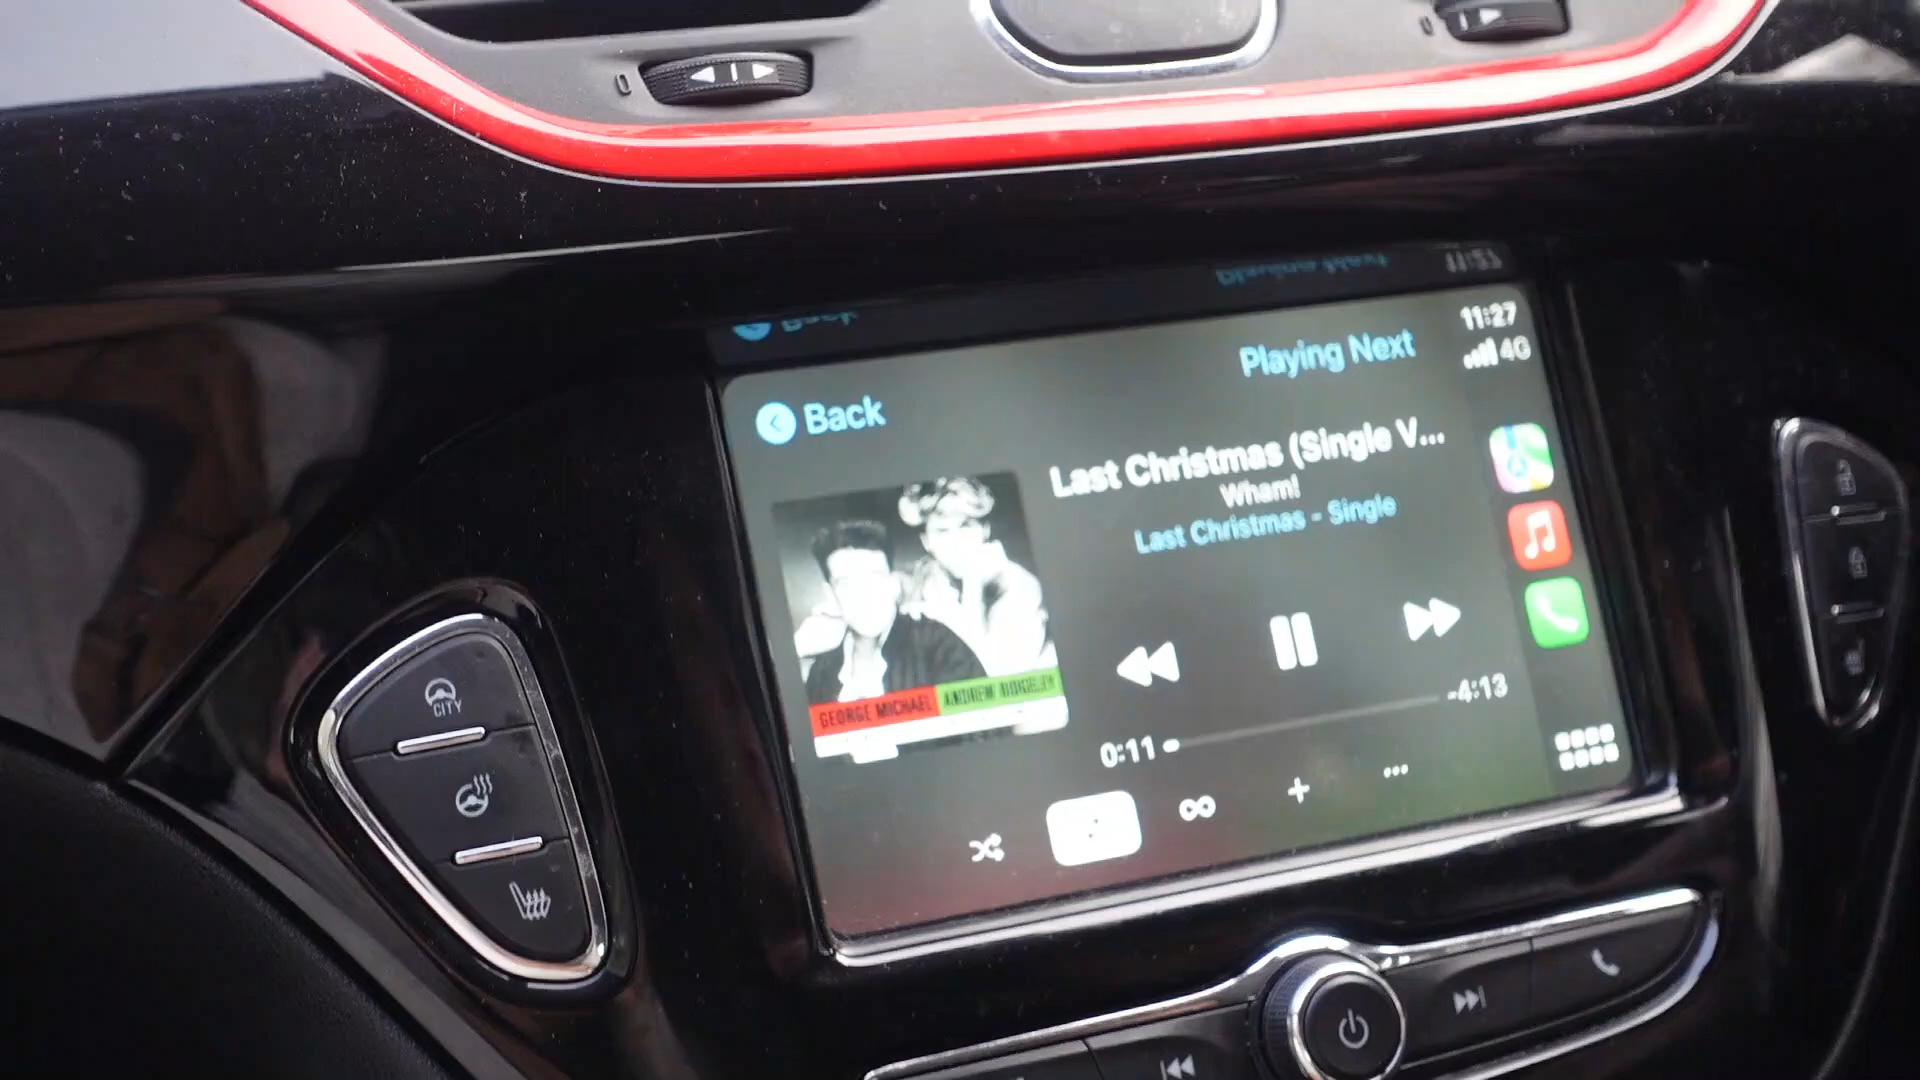 Back
Playing Next
11:27
4G
Back
Last Christmas (Single V...
Wham!
Last Christmas - Single
GEORGE MICHAEL
ANDREW RIDGELEY
-4:13
0:11
CITY